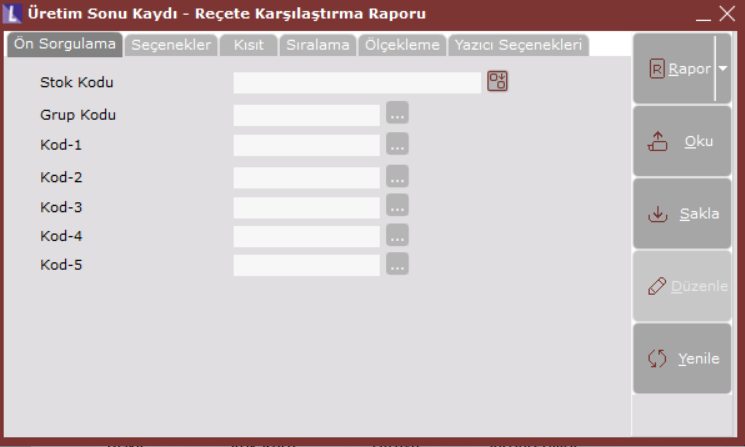 Üretim Sonu Kaydı - Reçete Karşılaştırma Raporu
Ön Sorgulama Seçenekler Kısıt Sıralama Ölçekleme Yazıcı Seçenekleri
Stok Kodu
Grup Kodu
Kod-1
Kod-2
Kod-3
Kod-4
Kod-5
Rapor
Oku
Sakla
Düzenle
Yenile